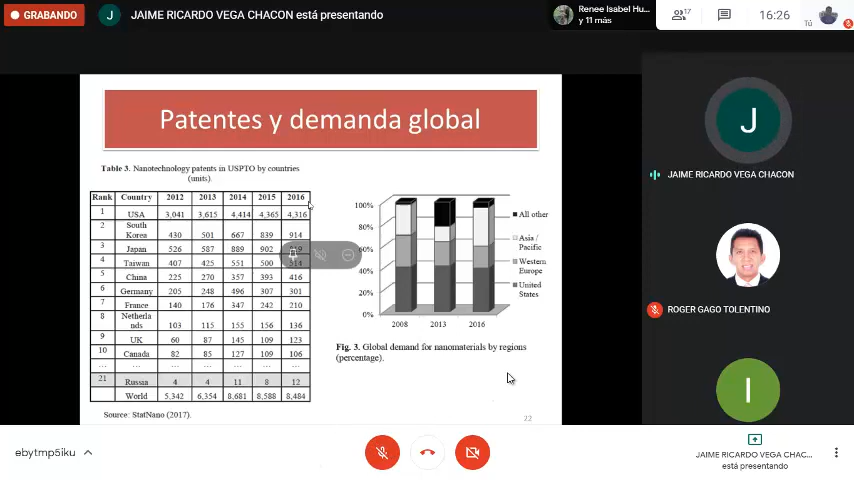 GRABANDO
J
JAIME RICARDO VEGA CHACON está presentando
Renee Isabel Hu...
y 11 más
17
16:26
Tú
Patentes y demanda global
Table 3. Nanotechnology patents in USPTO by countries
(units).
Rank Country 2012 2013 2014 2015 2016
1 USA 3,041 3,615 4,414 4,365 4,316
2 South Korea 430 501 667 839 914
3 Japan 526 587 889 902
4 Taiwan 407 425 551 500
5 China 225 270 357 393 416
6 Germany 205 248 496 307 301
7 France 140 176 347 242 210
8 Netherla nds 103 115 155 156 136
9 UK 60 87 145 109 123
10 Canada 82 85 127 109 106
... ... ... ... ... ... ...
21 Russia 4 4 11 8 12
World 5,342 6,354 8,681 8,588 8,484
Source: StatNano (2017).
100%
80%
60%
40%
20%
0%
2008 2013 2016
All other
Asia /
Pacific
Western
Europe
United
States
Fig. 3. Global demand for nanomaterials by regions
(percentage).
22
J
JAIME RICARDO VEGA CHACON
ROGER GAGO TOLENTINO
I
ebytmp5iku
JAIME RICARDO VEGA CHAC...
está presentando